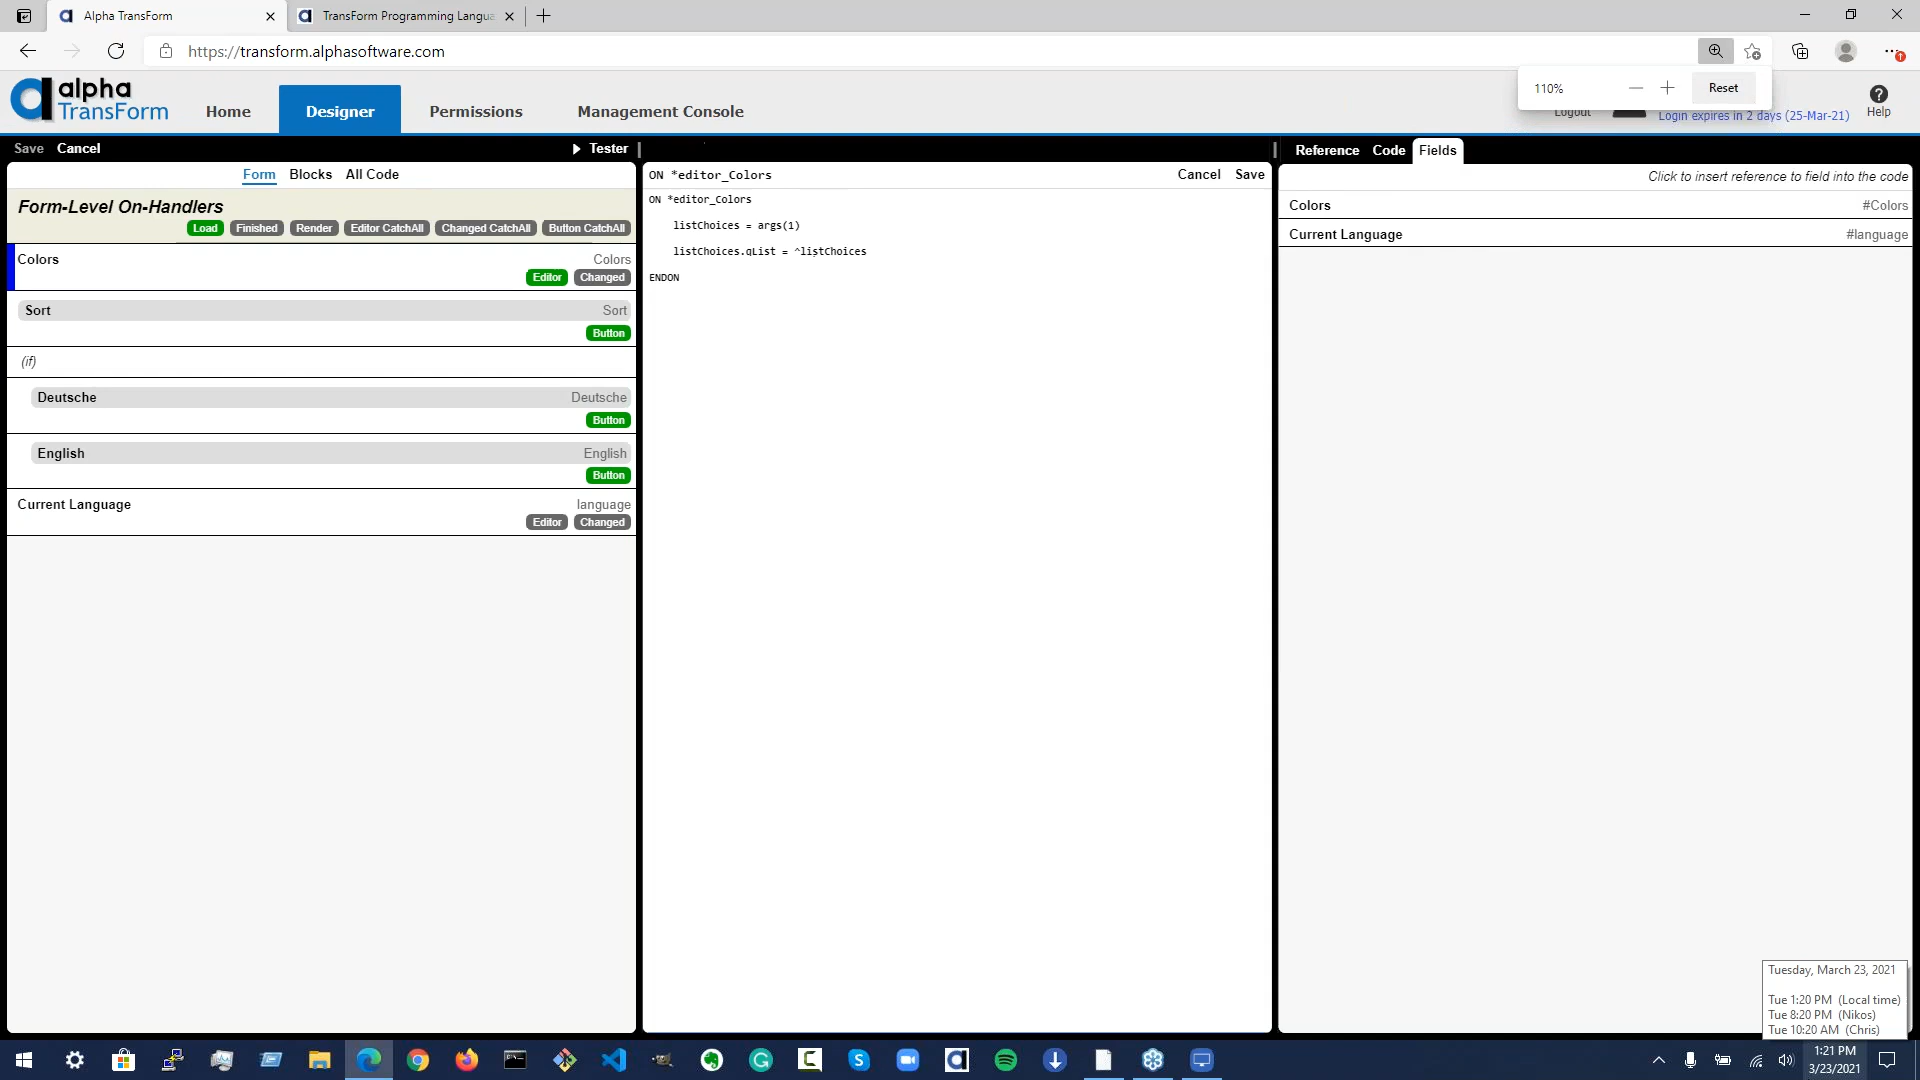 Alpha TransForm
TransForm Programming Langua
https://transform.alphasoftware.com
110%
Reset
alpha
TransForm
Home
Designer
Permissions
Management Console
Logout
Login expires in 2 days (25-Mar-21)
Help
Save
Cancel
Tester
Reference
Code
Fields
Form
Blocks
All Code
ON *editor_Colors
Cancel
Save
Click to insert reference to field into the code
Form-Level On-Handlers
Load
Finished
Render
Editor CatchAll
Changed CatchAll
Button CatchAll
ON *editor_Colors
listChoices = args(1)
listChoices.qList = ^listChoices
ENDON
Colors
#Colors
Current Language
#language
Colors
Colors
Editor
Changed
Sort
Sort
Button
(if)
Deutsche
Deutsche
Button
English
English
Button
Current Language
language
Editor
Changed
Tuesday, March 23, 2021
Tue 1:20 PM (Local time)
Tue 8:20 PM (Nikos)
Tue 10:20 AM (Chris)
1:21 PM
3/23/2021